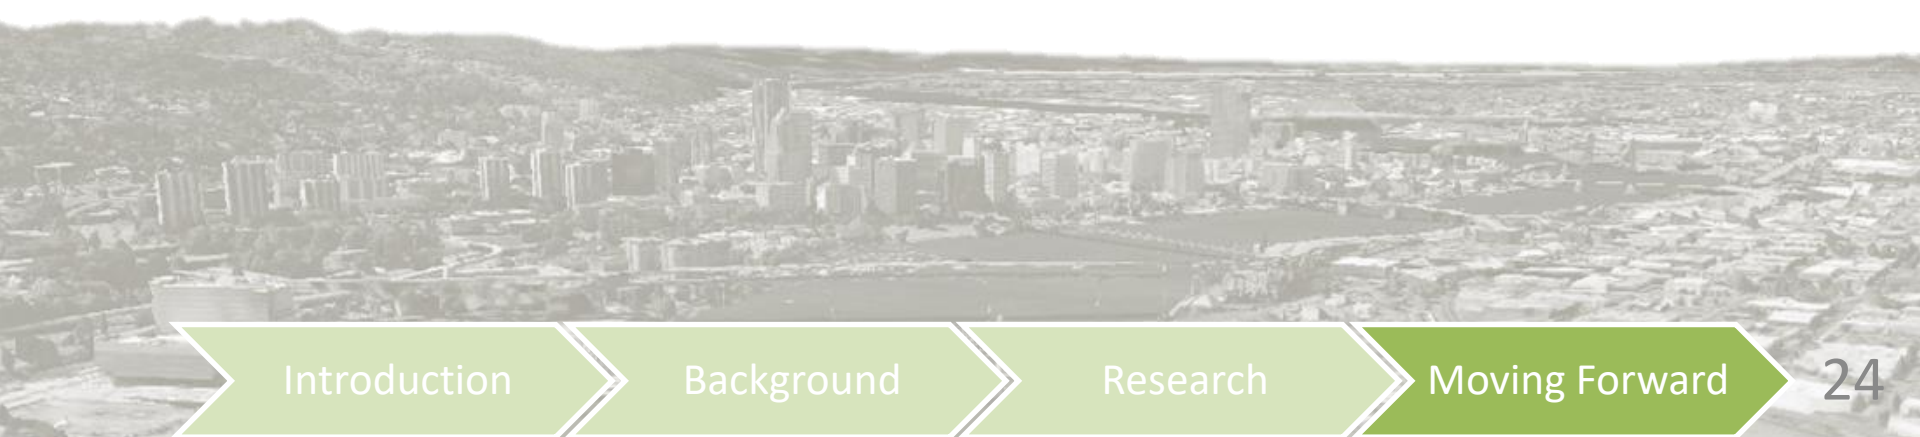 Introduction
Background
Research
Moving Forward
24